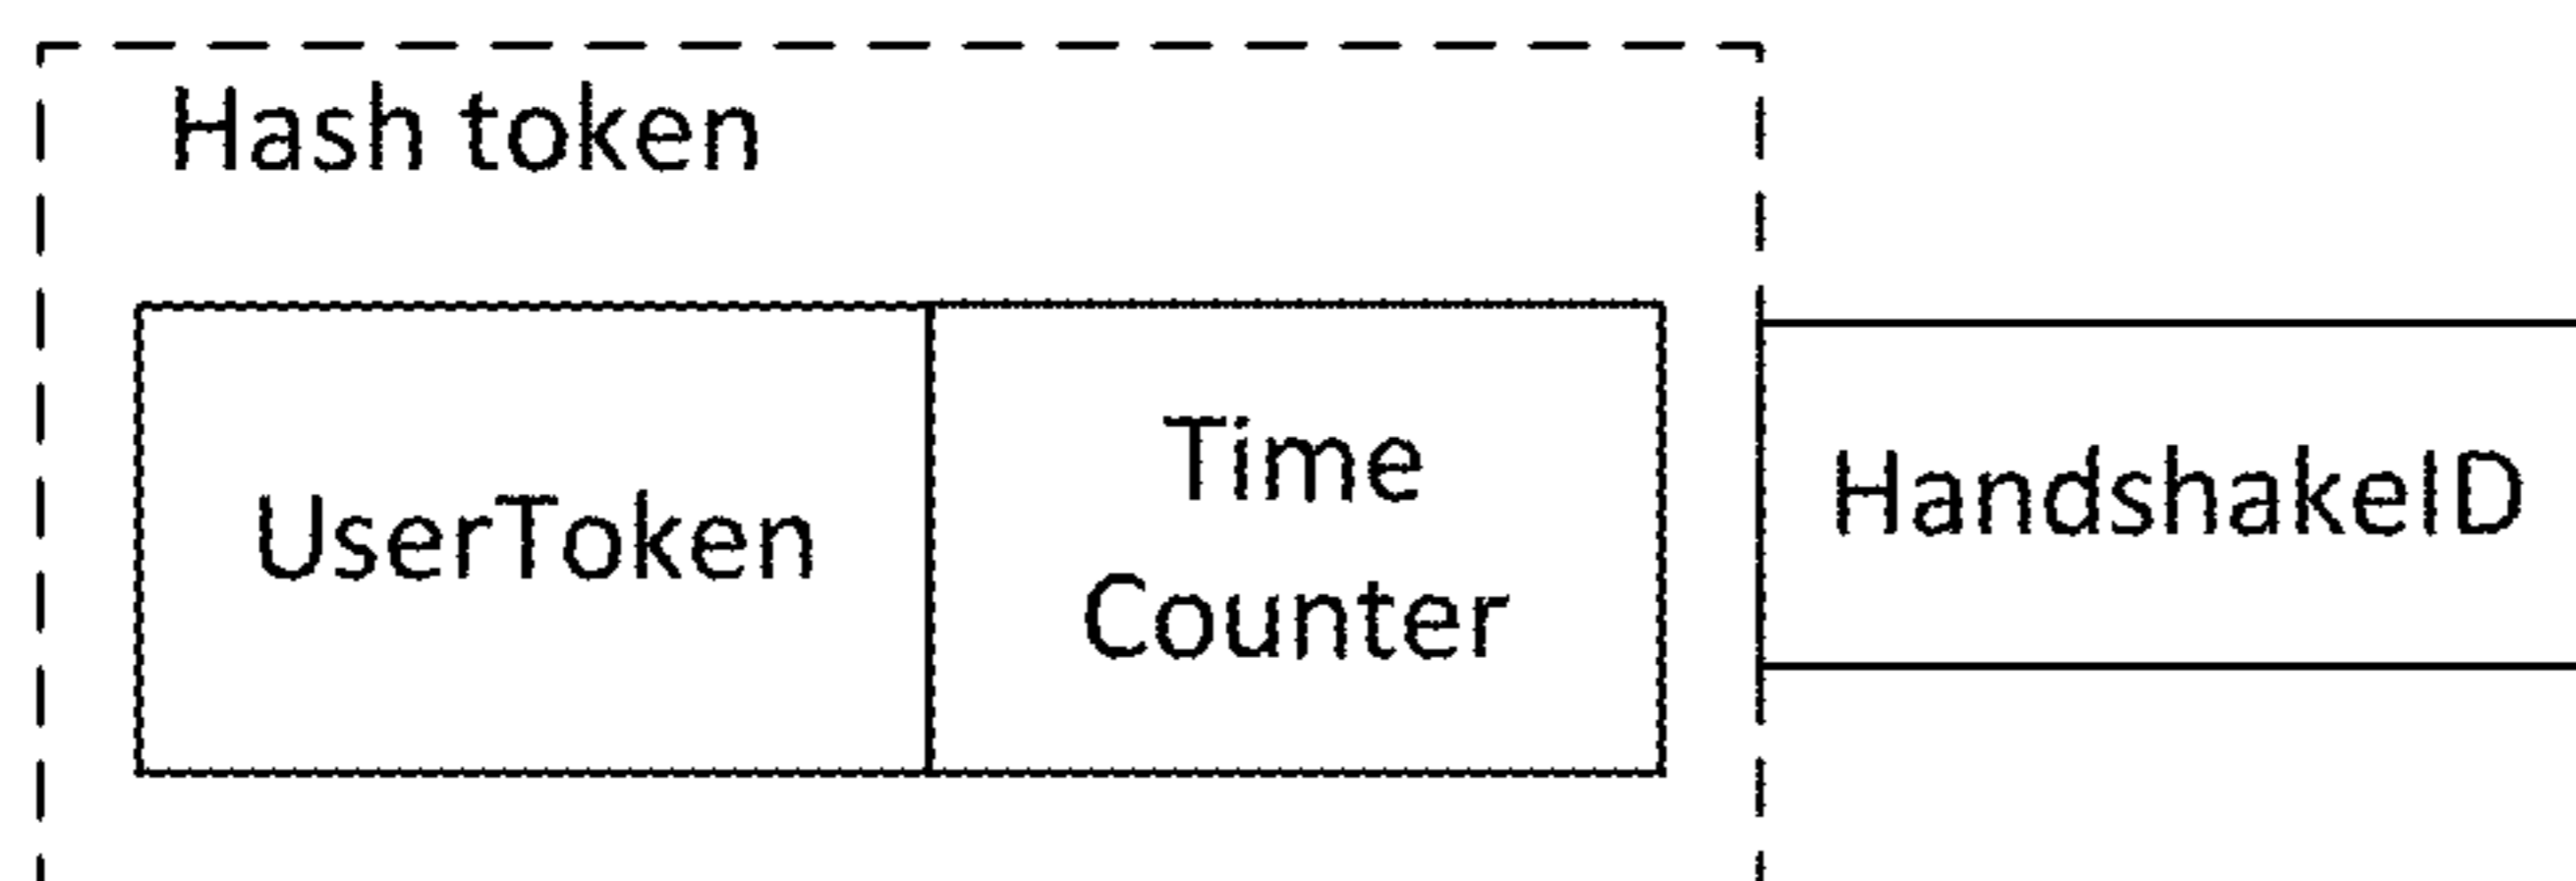 Hash token
UserToken
Time
Counter
HandshakeID